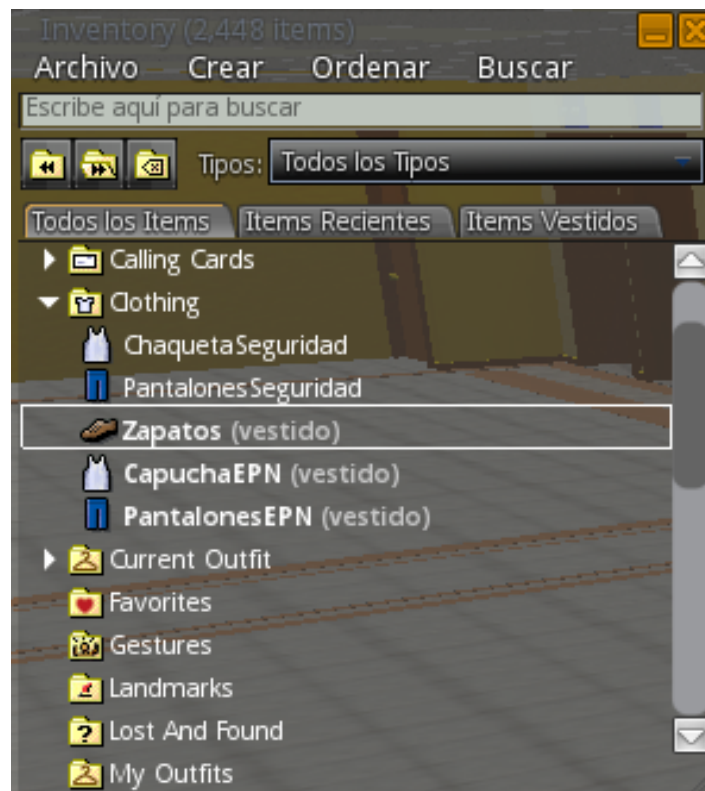 Inventory (2,448 items)
Archivo Crear Ordenar Buscar
Escribe aquí para buscar
Tipos: Todos los Tipos
Todos los Items Items Recientes Items Vestidos
Calling Cards
Clothing
ChaquetaSeguridad
PantalonesSeguridad
Zapatos (vestido)
CapuchaEPN (vestido)
PantalonesEPN (vestido)
Current Outfit
Favorites
Gestures
Landmarks
Lost And Found
My Outfits